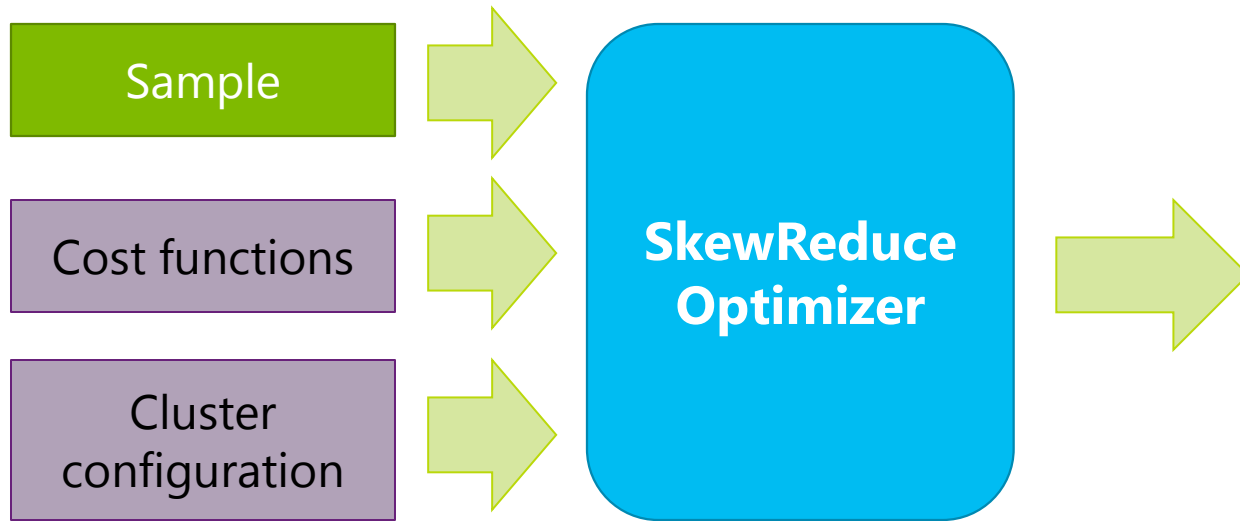 Sample
Cost functions
Cluster
configuration
SkewReduce
Optimizer